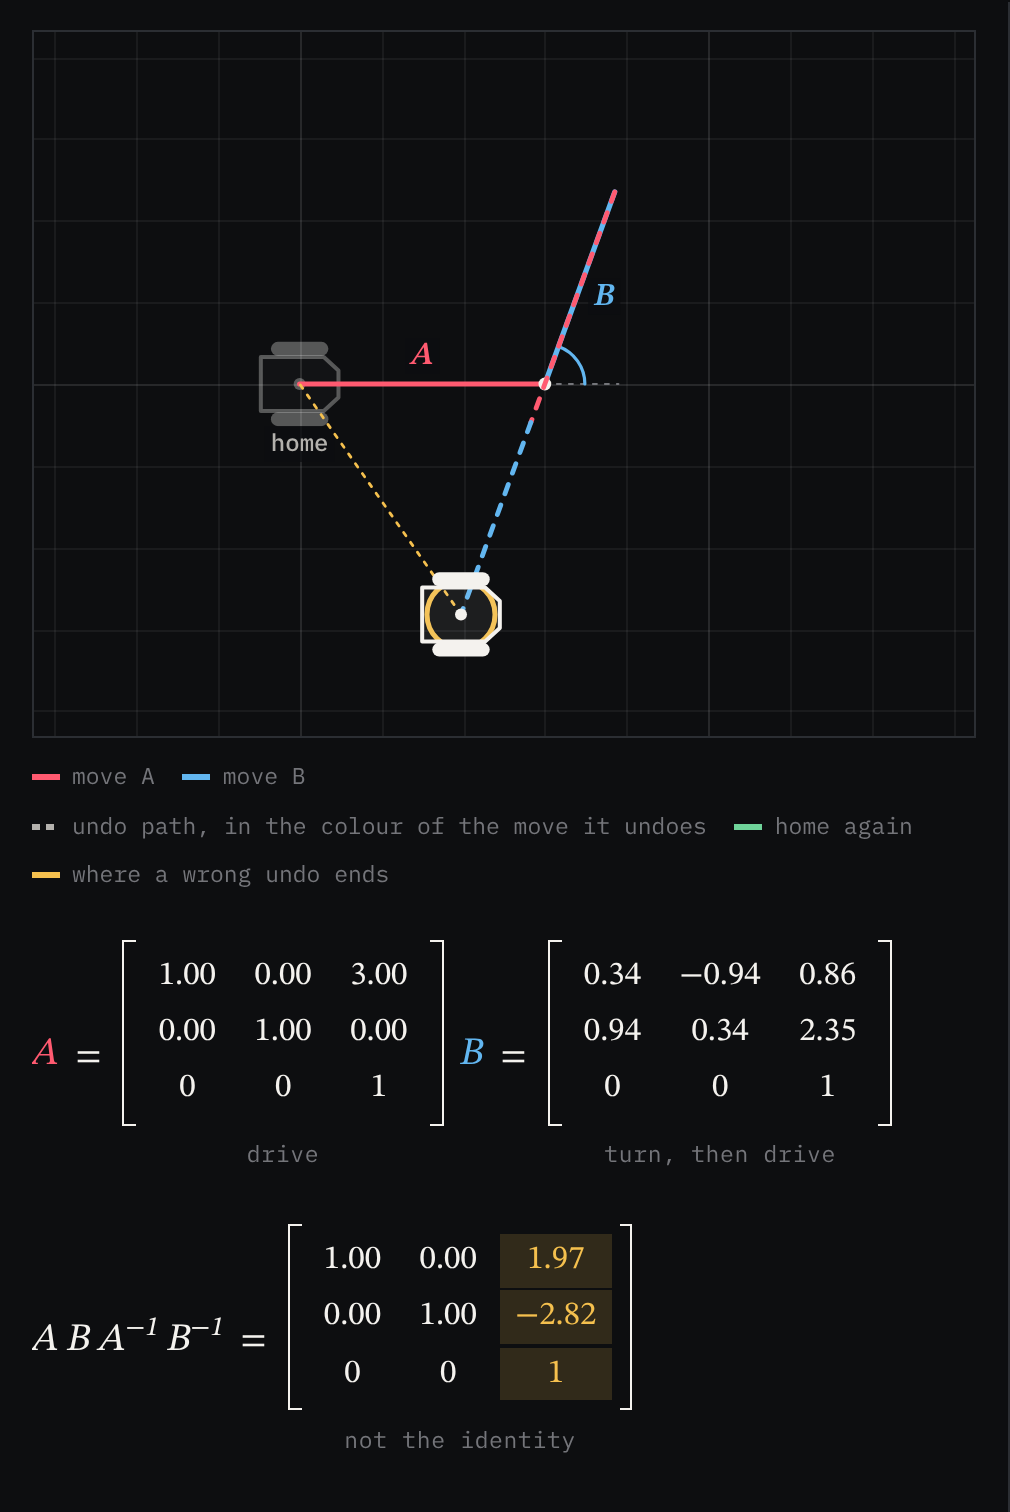 A
B
home
move A move B
undo path, in the colour of the move it undoes home again
where a wrong undo ends
1.00 0.00 3.00 0.34 −0.94 0.86
0.00 1.00 0.00 0.94 0.34 2.35
A = B =
0 0 1 0 0 1
drive turn, then drive
1.00 0.00 1.97
0.00 1.00 −2.82
A B A⁻¹ B⁻¹ =
0 0 1
not the identity